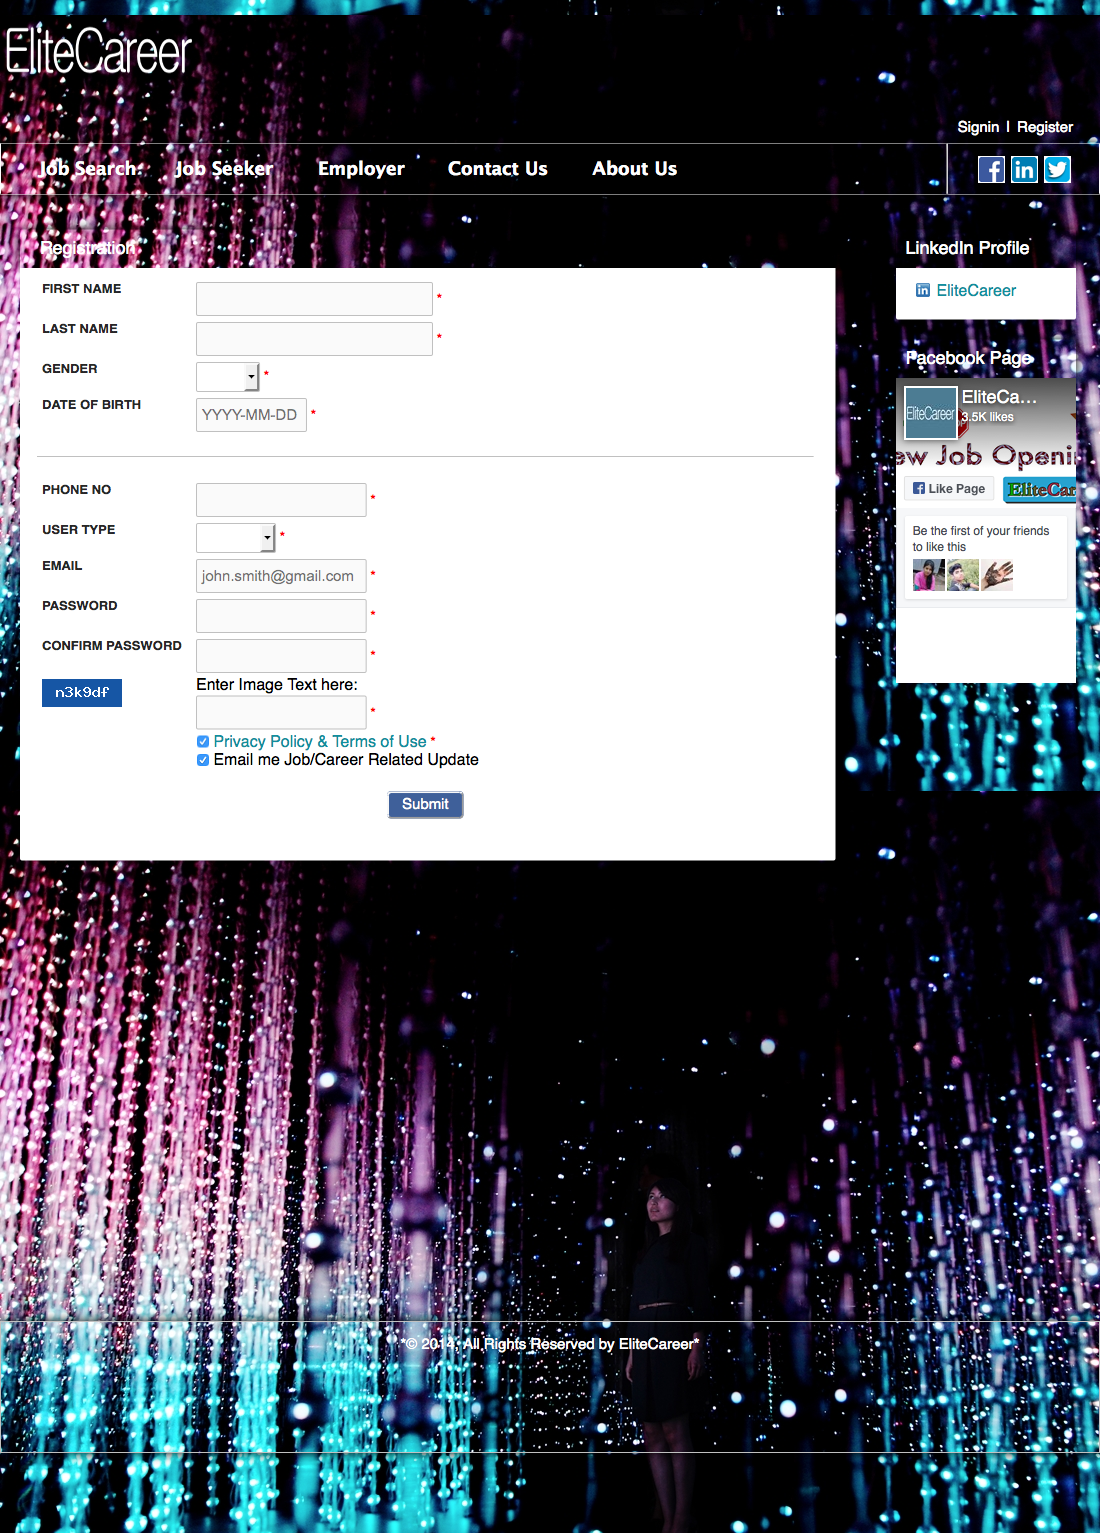 EliteCareer
Signin | Register
Job Search Job Seeker Employer Contact Us About Us
Registration
FIRST NAME *
LAST NAME *
GENDER *
DATE OF BIRTH YYYY-MM-DD *
PHONE NO *
USER TYPE *
EMAIL john.smith@gmail.com *
PASSWORD *
CONFIRM PASSWORD *
n3k9df Enter Image Text here:
*
Privacy Policy & Terms of Use *
Email me Job/Career Related Update
Submit
LinkedIn Profile
in EliteCareer
Facebook Page
EliteCareer EliteCa...
3.5K likes
ew Job Openi
Like Page EliteCar
Be the first of your friends
to like this
*© 2014, All Rights Reserved by EliteCareer*